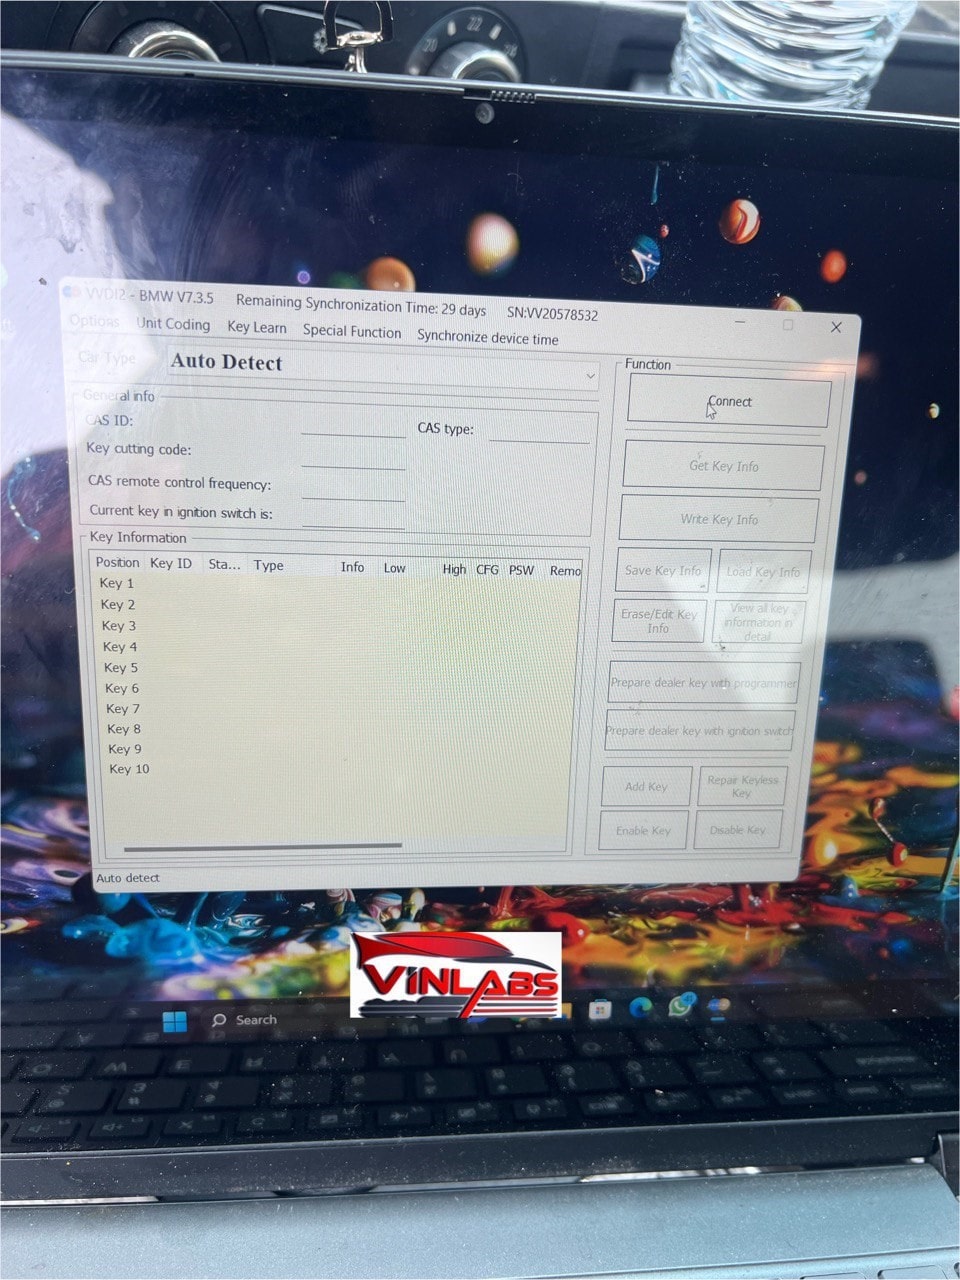 22
VVDI2 - BMW V7.3.5 Remaining Synchronization Time: 29 days SN:VV20578532
Options Unit Coding Key Learn Special Function Synchronize device time
Car Type Auto Detect
General info
CAS ID:
CAS type:
Key cutting code:
CAS remote control frequency:
Current key in ignition switch is:
Key Information
Position Key ID Sta... Type Info Low High CFG PSW Remo
Key 1
Key 2
Key 3
Key 4
Key 5
Key 6
Key 7
Key 8
Key 9
Key 10
Function
Connect
Get Key Info
Write Key Info
Save Key Info Load Key Info
Erase/Edit Key
Info
View all key
information in
detail
Prepare dealer key with programmer
Prepare dealer key with ignition switch
Add Key
Repair Keyless
Key
Enable Key Disable Key
Auto detect
VINLABS
Search